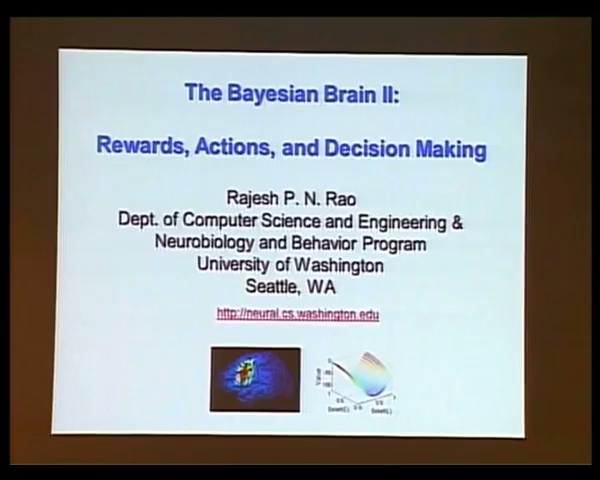 The Bayesian Brain II:
Rewards, Actions, and Decision Making
Rajesh P. N. Rao
Dept. of Computer Science and Engineering &
Neurobiology and Behavior Program
University of Washington
Seattle, WA
http://neural.cs.washington.edu
Value